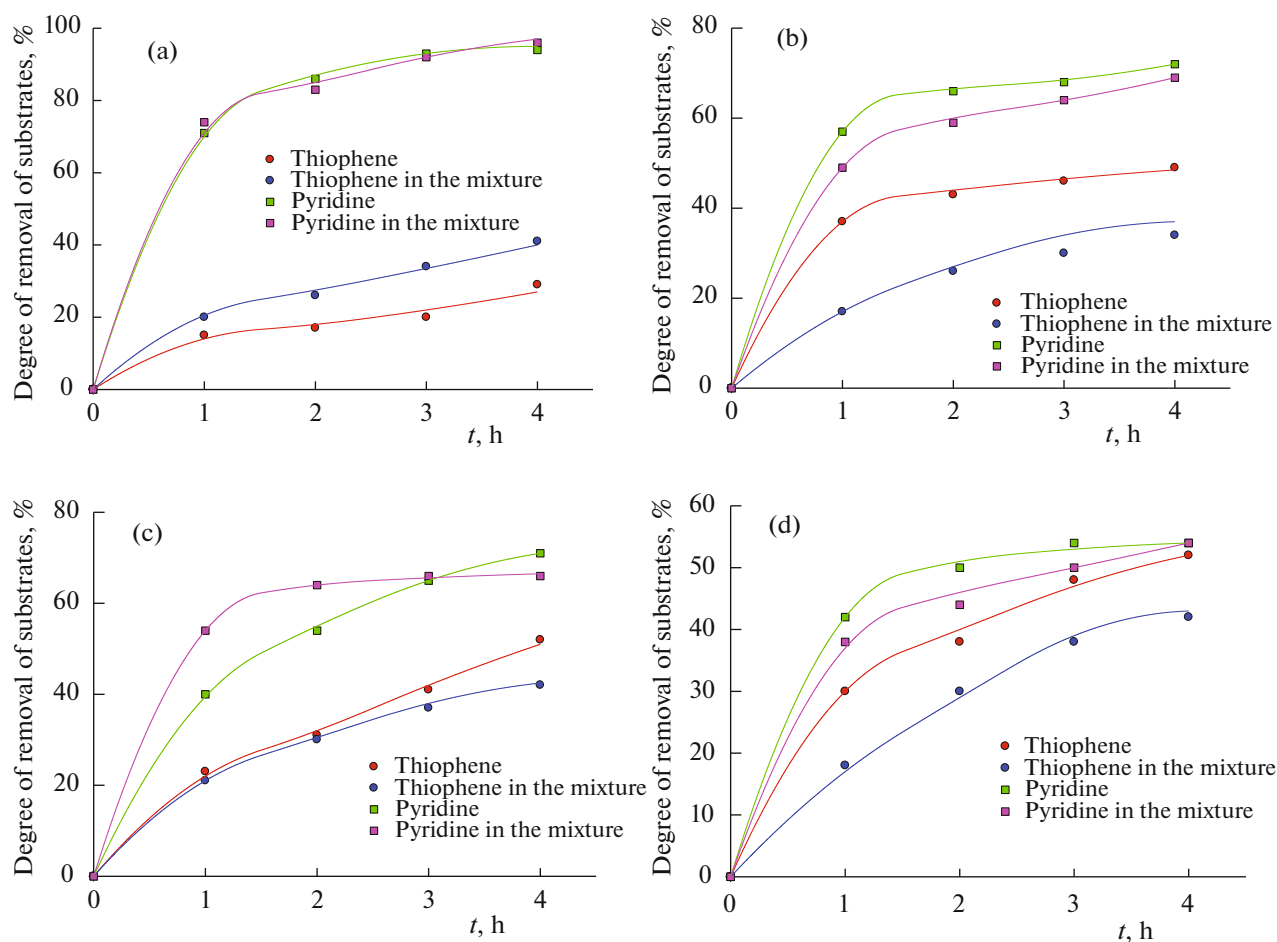 Degree of removal of substrates, %
100
80
60
40
20
0
(a)
Thiophene
Thiophene in the mixture
Pyridine
Pyridine in the mixture
0 1 2 3 4
t, h
Degree of removal of substrates, %
80
60
40
20
0
(b)
Thiophene
Thiophene in the mixture
Pyridine
Pyridine in the mixture
0 1 2 3 4
t, h
Degree of removal of substrates, %
80
60
40
20
0
(c)
Thiophene
Thiophene in the mixture
Pyridine
Pyridine in the mixture
0 1 2 3 4
t, h
Degree of removal of substrates, %
60
50
40
30
20
10
0
(d)
Thiophene
Thiophene in the mixture
Pyridine
Pyridine in the mixture
0 1 2 3 4
t, h